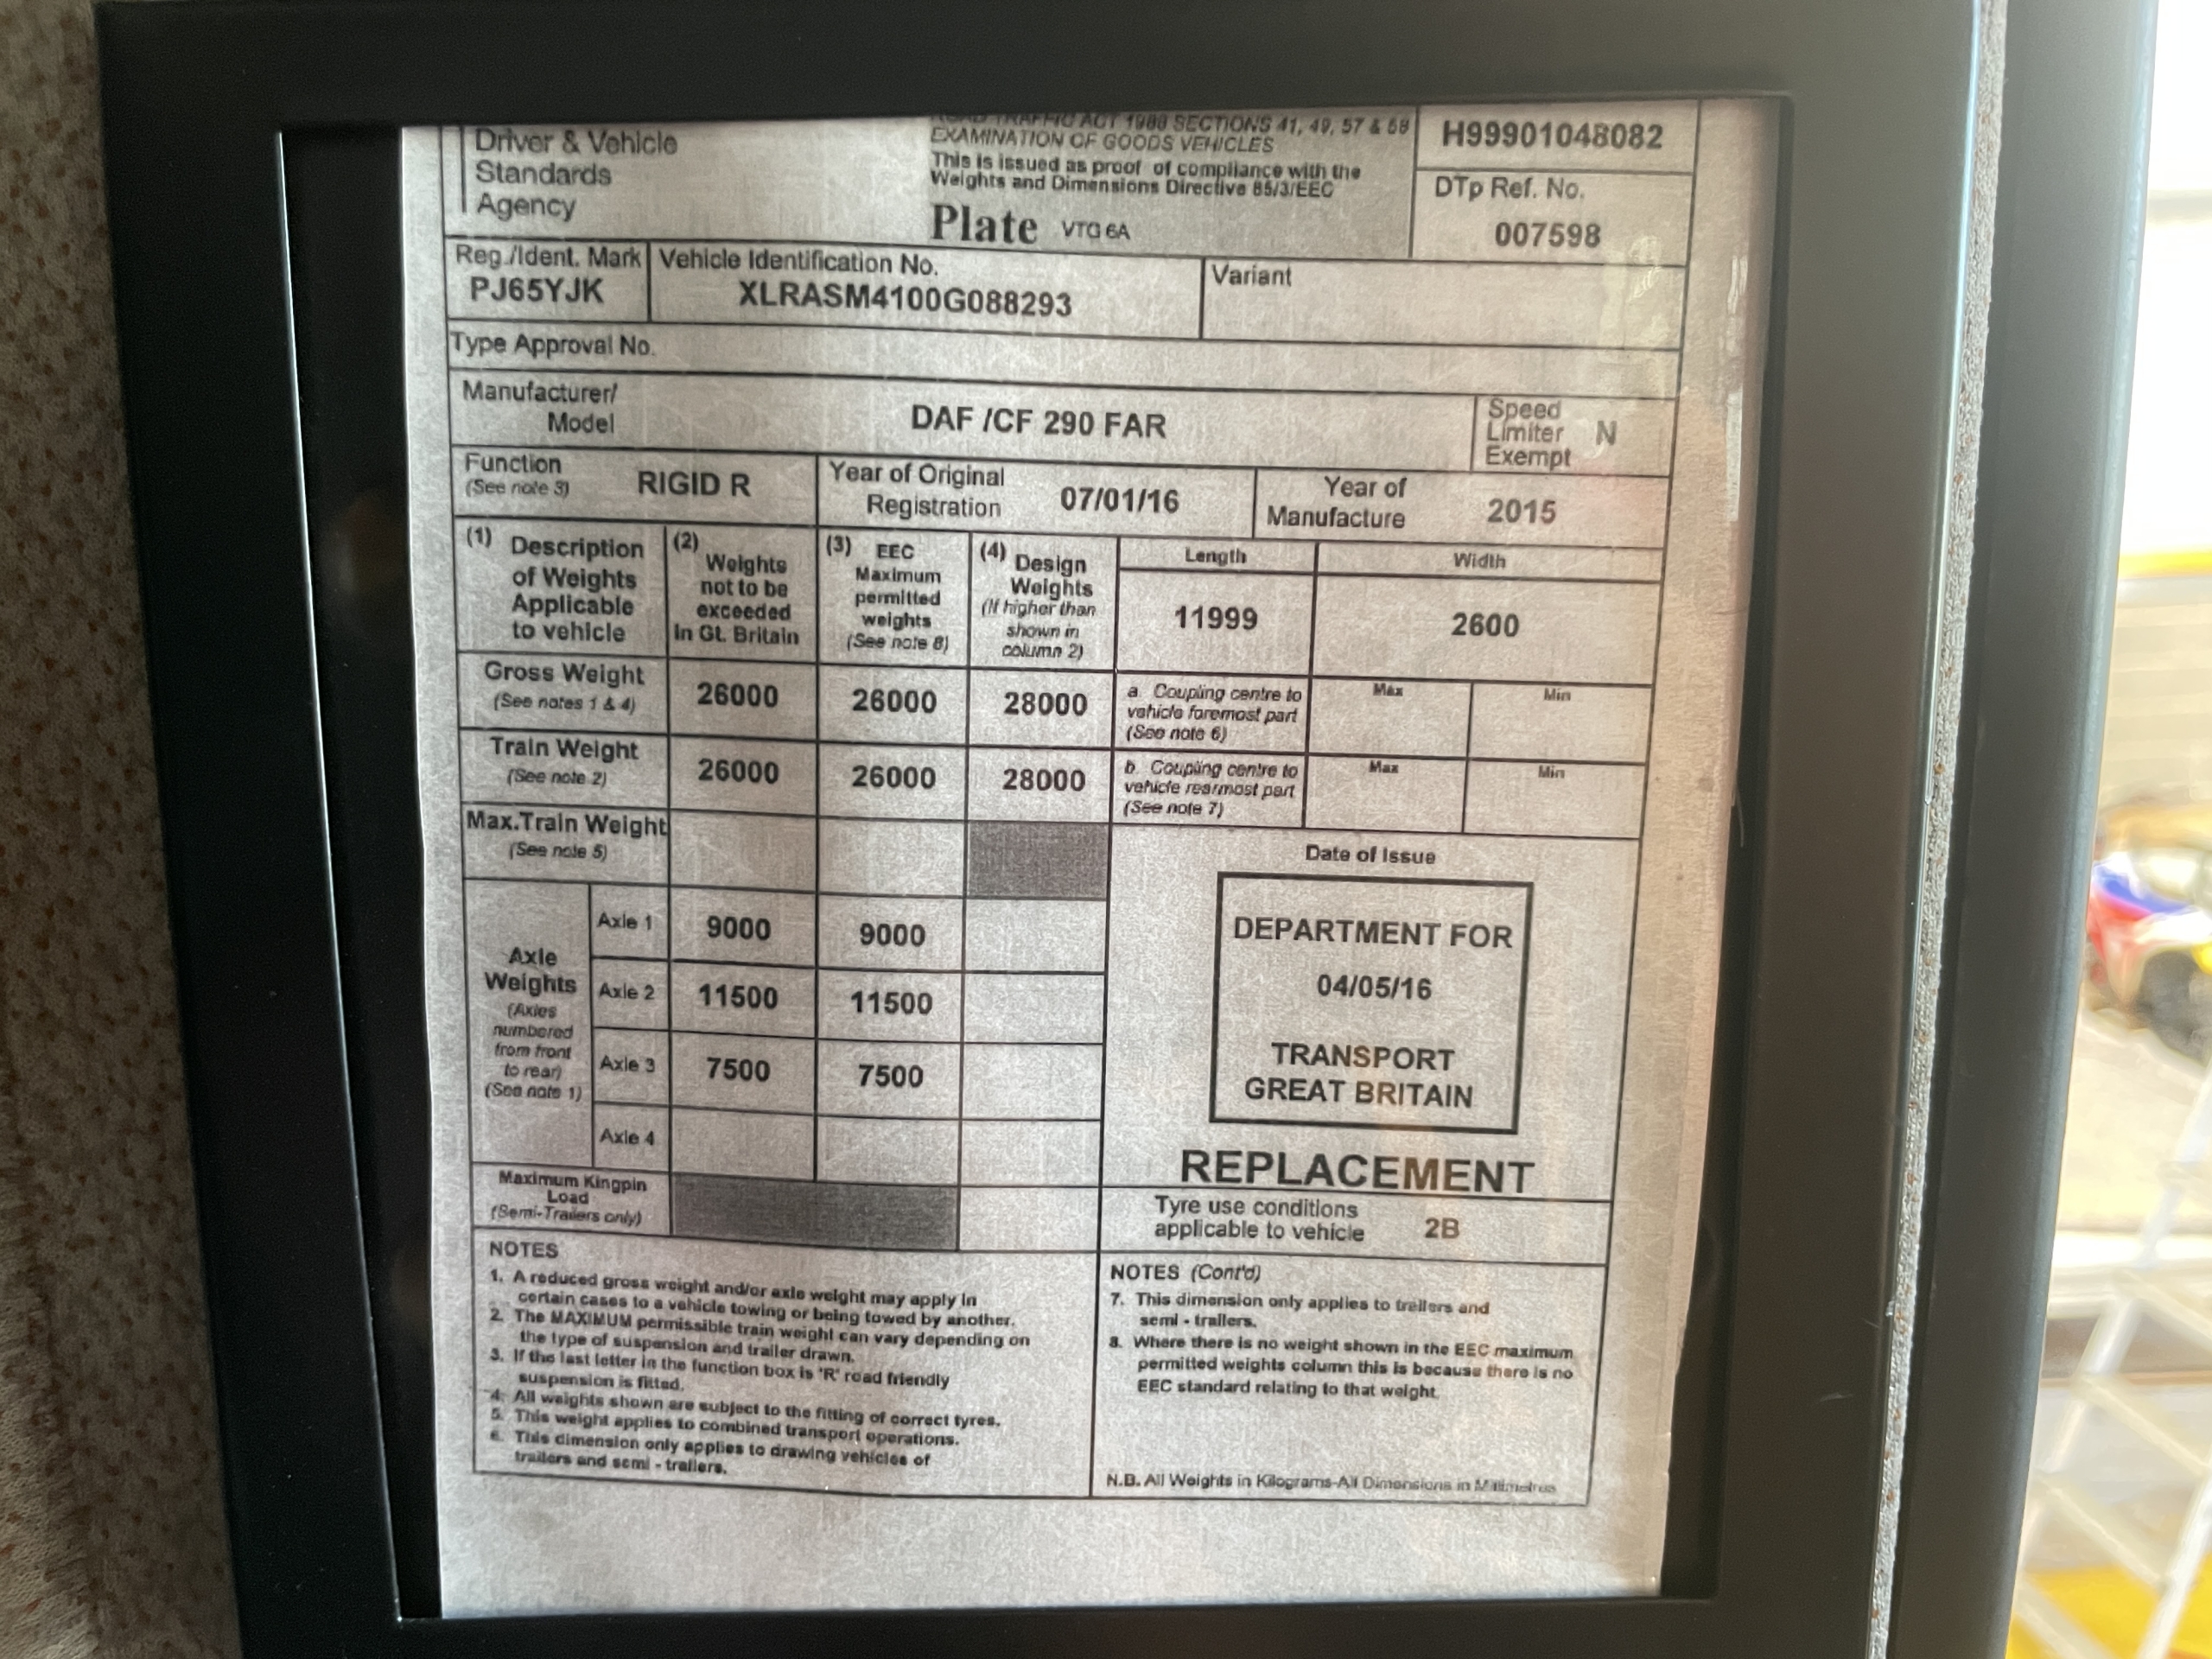 Driver & Vehicle
Standards
Agency
ROAD TRAFFIC ACT 1988 SECTIONS 41, 49, 57 & 58
EXAMINATION OF GOODS VEHICLES
This is issued as proof of compliance with the
Weights and Dimensions Directive 85/3/EEC
Plate VTG 6A
H99901048082
DTp Ref. No.
007598
Reg./Ident. Mark
PJ65YJK
Vehicle Identification No.
XLRASM4100G088293
Variant
Type Approval No.
Manufacturer/
Model
DAF /CF 290 FAR
Speed
Limiter N
Exempt
Function
(See note 3)
RIGID R
Year of Original
Registration
07/01/16
Year of
Manufacture
2015
(1) Description
of Weights
Applicable
to vehicle
(2) Weights
not to be
exceeded
in Gt. Britain
(3) EEC
Maximum
permitted
weights
(See note 8)
(4) Design
Weights
(If higher than
shown in
column 2)
Length
11999
Width
2600
Gross Weight
(See notes 1 & 4)
26000
26000
28000
a. Coupling centre to
vehicle foremost part
(See note 6)
Max
Min
Train Weight
(See note 2)
26000
26000
28000
b. Coupling centre to
vehicle rearmost part
(See note 7)
Max
Min
Max.Train Weight
(See note 5)
Axle
Weights
(Axles
numbered
from front
to rear)
(See note 1)
Axle 1
9000
9000
Axle 2
11500
11500
Axle 3
7500
7500
Axle 4
Date of Issue
DEPARTMENT FOR
04/05/16
TRANSPORT
GREAT BRITAIN
REPLACEMENT
Maximum Kingpin
Load
(Semi-Trailers only)
Tyre use conditions
applicable to vehicle
2B
NOTES
1. A reduced gross weight and/or axle weight may apply in
certain cases to a vehicle towing or being towed by another.
2. The MAXIMUM permissible train weight can vary depending on
the type of suspension and trailer drawn.
3. If the last letter in the function box is 'R' road friendly
suspension is fitted.
4. All weights shown are subject to the fitting of correct tyres.
5. This weight applies to combined transport operations.
6. This dimension only applies to drawing vehicles of
trailers and semi - trailers.
NOTES (Cont'd)
7. This dimension only applies to trailers and
semi - trailers.
8. Where there is no weight shown in the EEC maximum
permitted weights column this is because there is no
EEC standard relating to that weight.
N.B. All Weights in Kilograms-All Dimensions in Millimetres